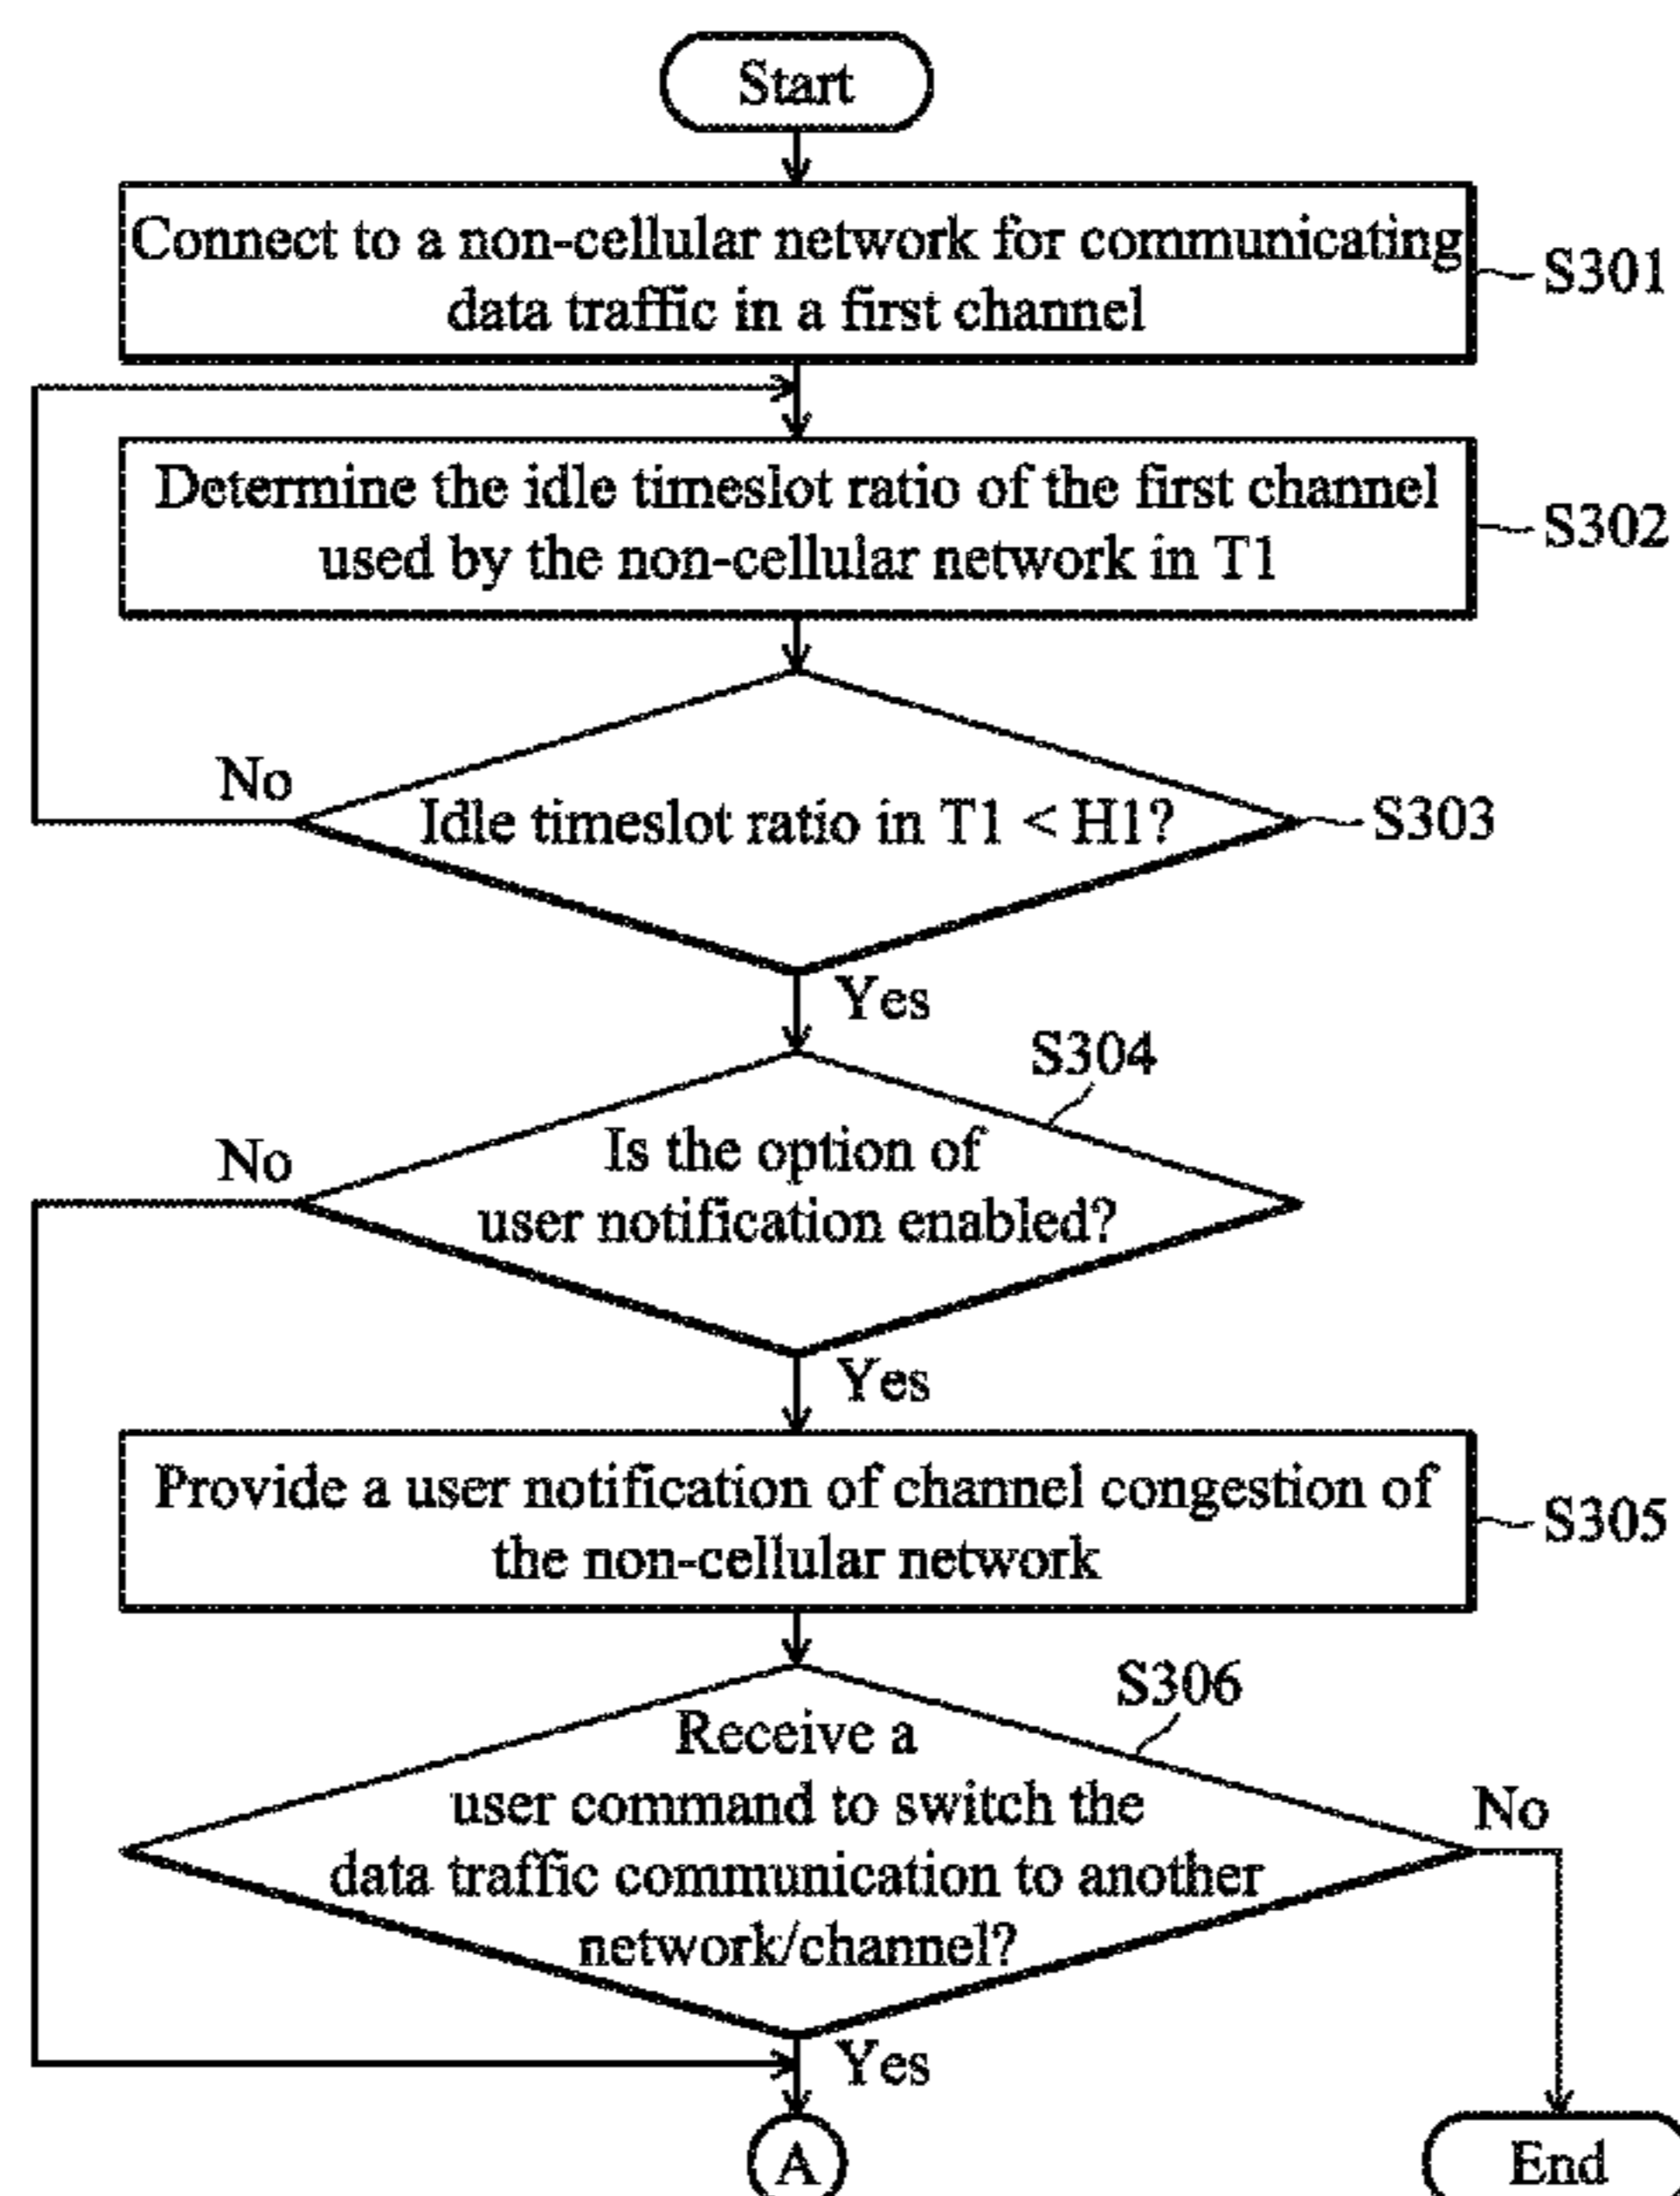 Start
Connect to a non-cellular network for communicating
data traffic in a first channel
S301
Determine the idle timeslot ratio of the first channel
used by the non-cellular network in T1
S302
No
Idle timeslot ratio in T1 < H1?
S303
Yes
S304
No
Is the option of
user notification enabled?
Yes
Provide a user notification of channel congestion of
the non-cellular network
S305
S306
Receive a
user command to switch the
data traffic communication to another
network/channel?
No
Yes
A
End